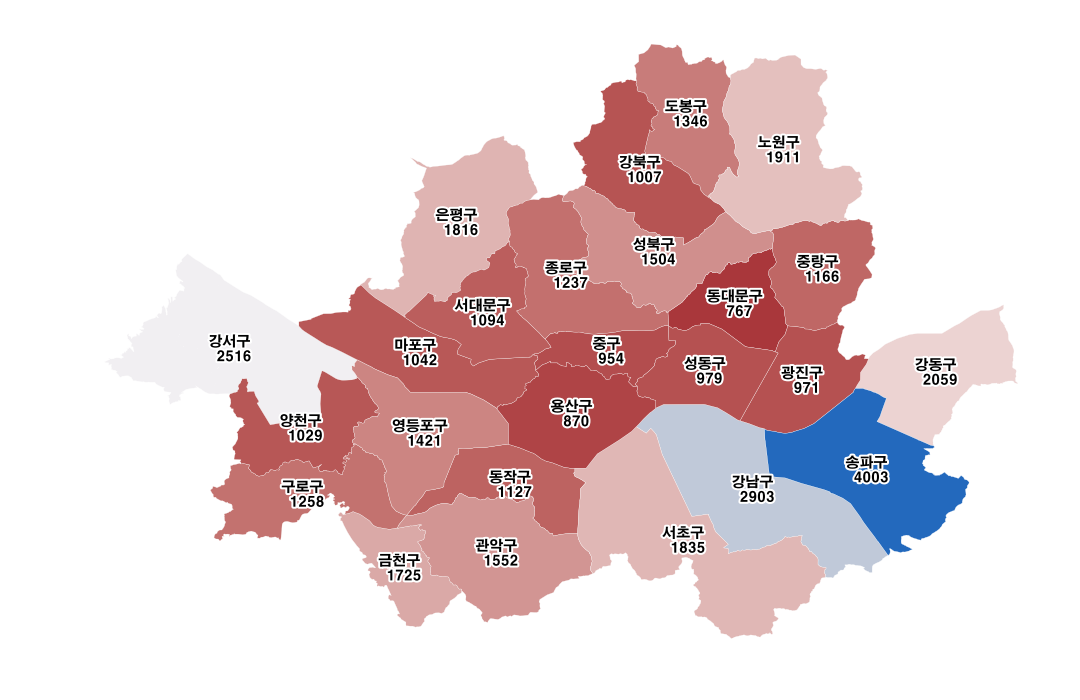 도봉구
1346
노원구
1911
강북구
1007
은평구
1816
성북구
1504
중랑구
1166
종로구
1237
동대문구
767
서대문구
1094
강서구
2516
마포구
1042
중구
954
성동구
979
광진구
971
강동구
2059
용산구
870
양천구
1029
영등포구
1421
송파구
4003
동작구
1127
강남구
2903
구로구
1258
서초구
1835
관악구
1552
금천구
1725